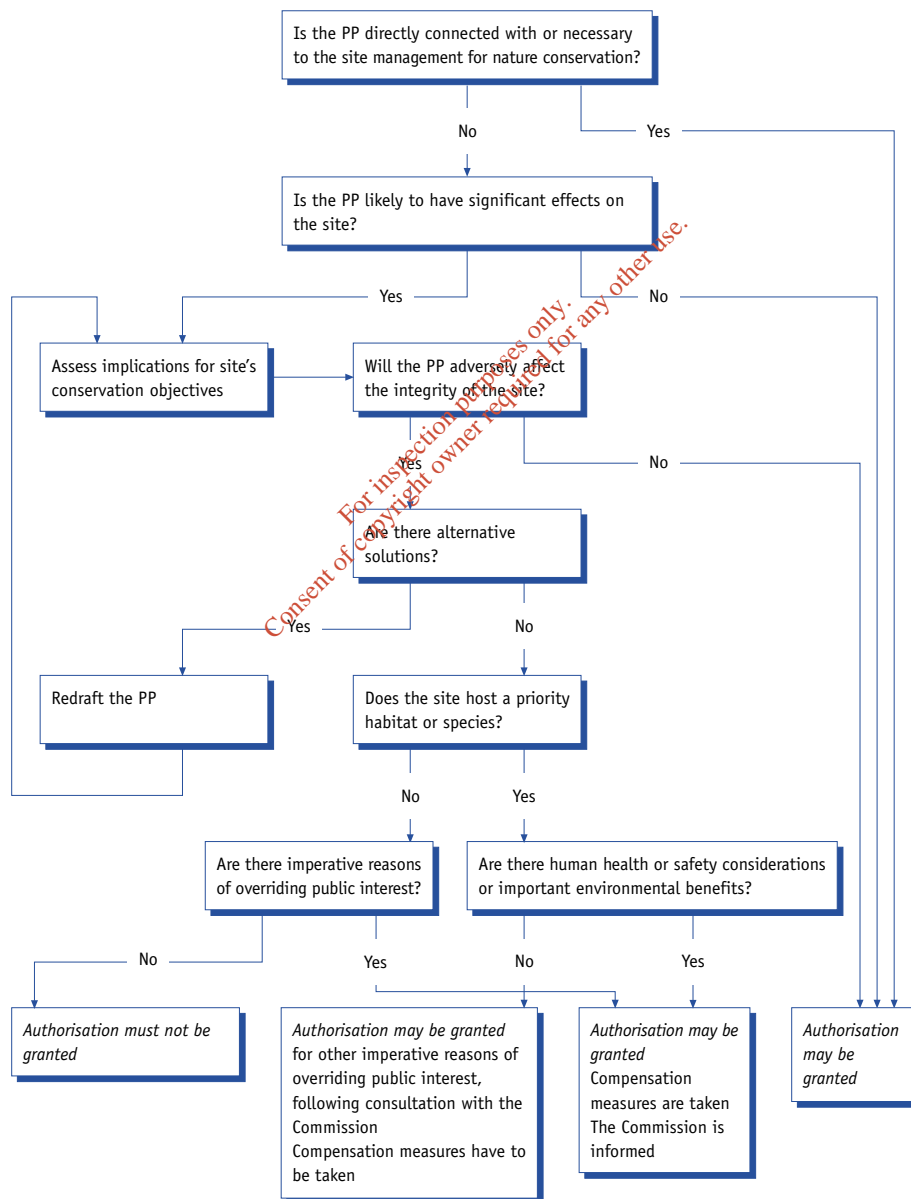 Is the PP directly connected with or necessary
to the site management for nature conservation?
No
Yes
Is the PP likely to have significant effects on
the site?
Yes
No
Assess implications for site's
conservation objectives
Will the PP adversely affect
the integrity of the site?
Yes
No
Are there alternative
solutions?
Yes
No
Redraft the PP
Does the site host a priority
habitat or species?
No
Yes
Are there imperative reasons
of overriding public interest?
Are there human health or safety considerations
or important environmental benefits?
No
Yes
No
Yes
Authorisation must not be
granted
Authorisation may be granted
for other imperative reasons of
overriding public interest,
following consultation with the
Commission
Compensation measures have to
be taken
Authorisation may be
granted
Compensation
measures are taken
The Commission is
informed
Authorisation
may be
granted
For inspection purposes only.
Consent of copyright owner required for any other use.